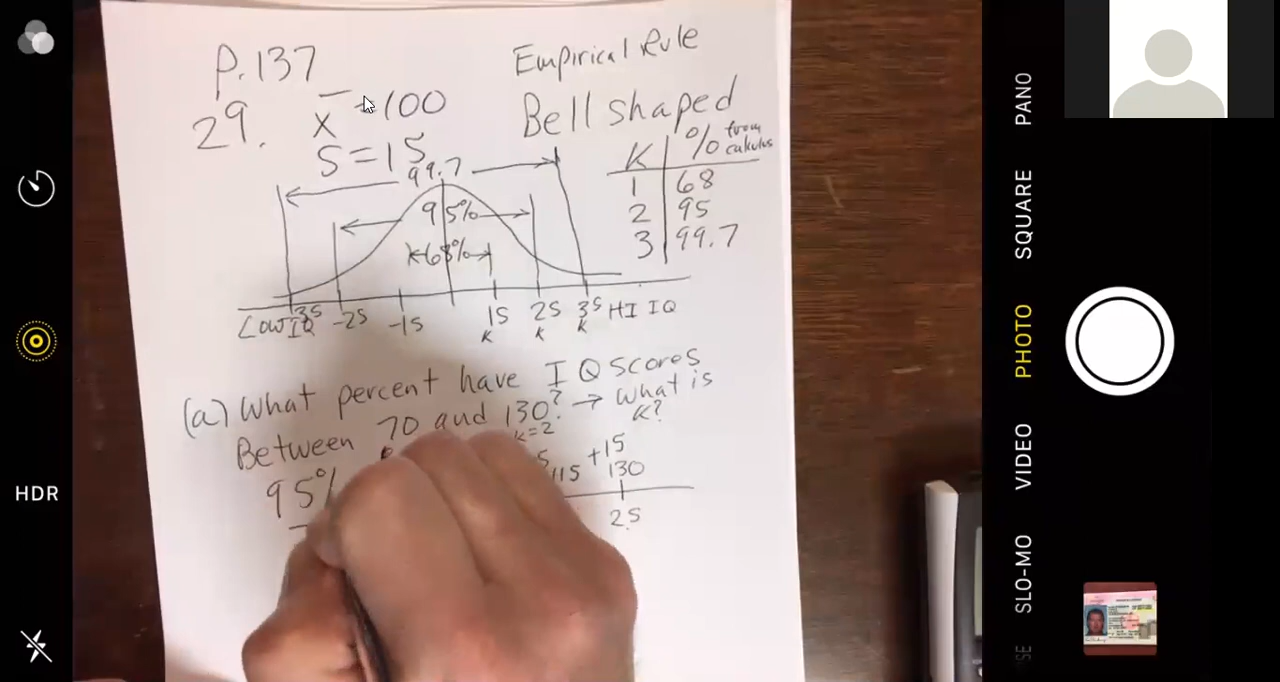 P.137
29.
x̄ = 100
S = 15
Empirical Rule
Bell shaped
K % from calculus
1 68
2 95
3 99.7
99.7
95%
68%
Low IQ -2S -1S 1S 2S 3S HI IQ
K K K
(a) What percent have IQ scores
Between 70 and 130? → what is
K?
K=2
95%
+15
115 130
2S
HDR
PANO
SQUARE
PHOTO
VIDEO
SLO-MO
SE